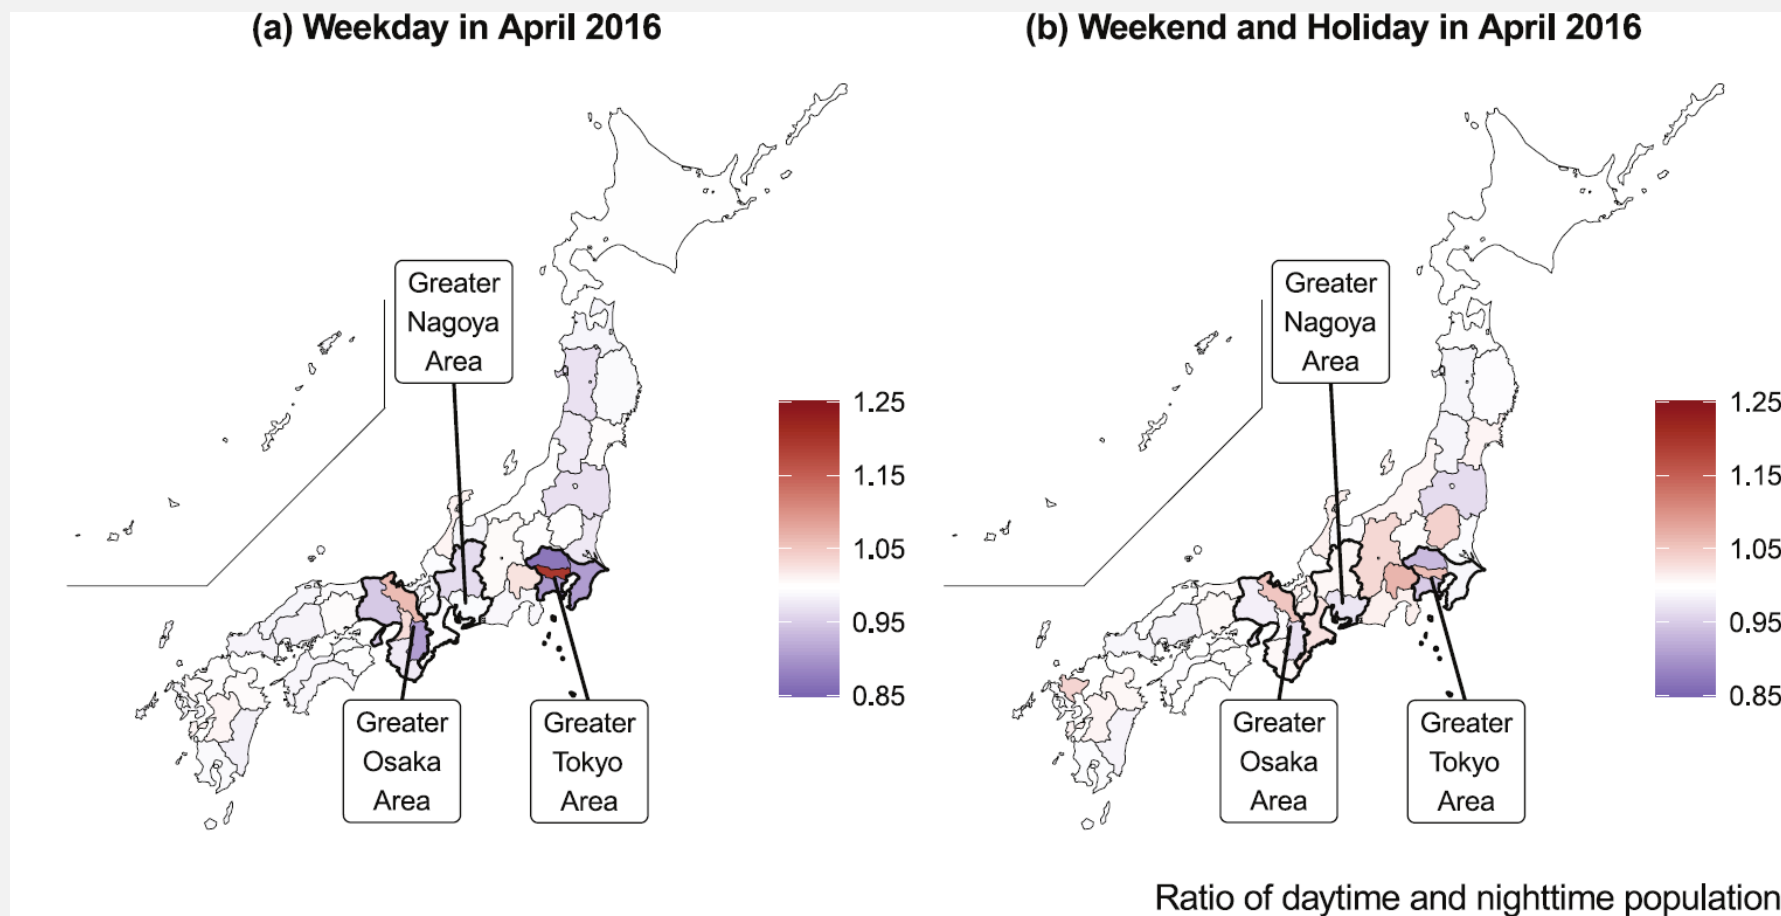 (a) Weekday in April 2016
Greater
Nagoya
Area
1.25
1.15
1.05
0.95
0.85
Greater
Osaka
Area
Greater
Tokyo
Area
(b) Weekend and Holiday in April 2016
Greater
Nagoya
Area
1.25
1.15
1.05
0.95
0.85
Greater
Osaka
Area
Greater
Tokyo
Area
Ratio of daytime and nighttime population